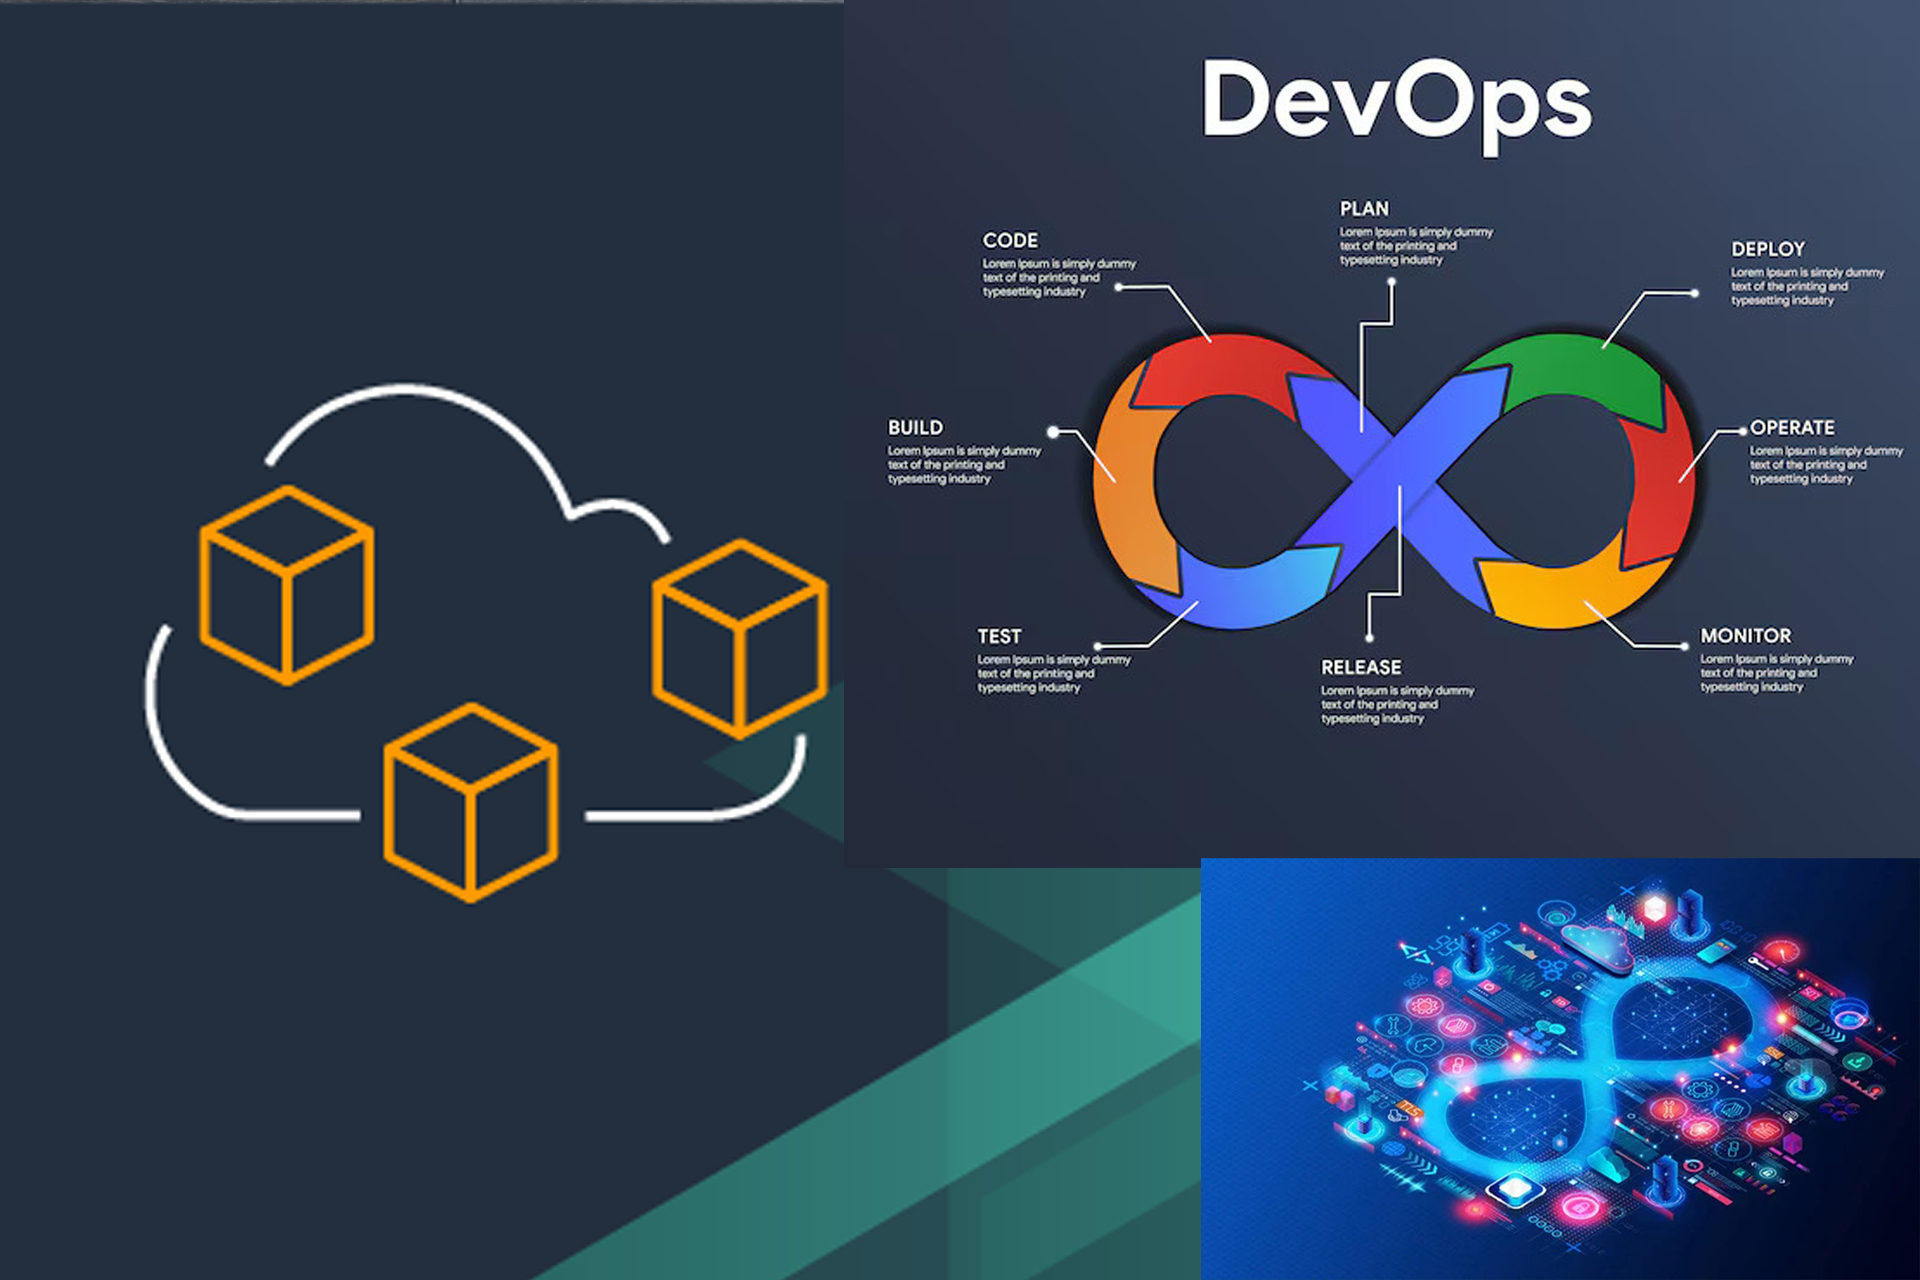 DevOps
PLAN
Lorem Ipsum is simply dummy
text of the printing and
typesetting industry
CODE
Lorem Ipsum is simply dummy
text of the printing and
typesetting industry
DEPLOY
Lorem Ipsum is simply dummy
text of the printing and
typesetting industry
BUILD
Lorem Ipsum is simply dummy
text of the printing and
typesetting industry
OPERATE
Lorem Ipsum is simply dummy
text of the printing and
typesetting industry
TEST
Lorem Ipsum is simply dummy
text of the printing and
typesetting industry
RELEASE
Lorem Ipsum is simply dummy
text of the printing and
typesetting industry
MONITOR
Lorem Ipsum is simply dummy
text of the printing and
typesetting industry